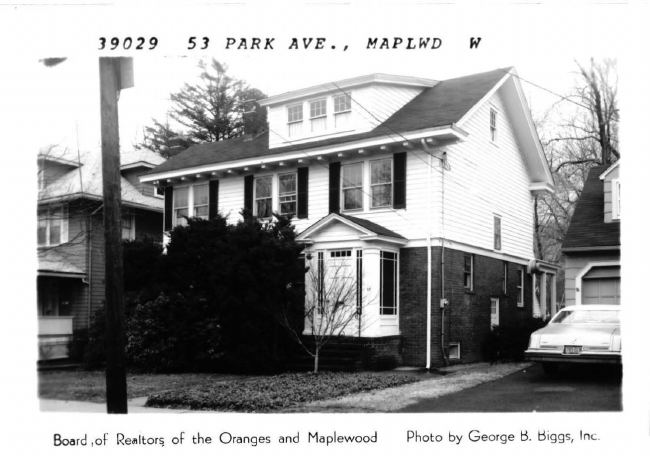 39029 53 PARK AVE., MAPLWD W
Board of Realtors of the Oranges and Maplewood Photo by George B. Biggs, Inc.